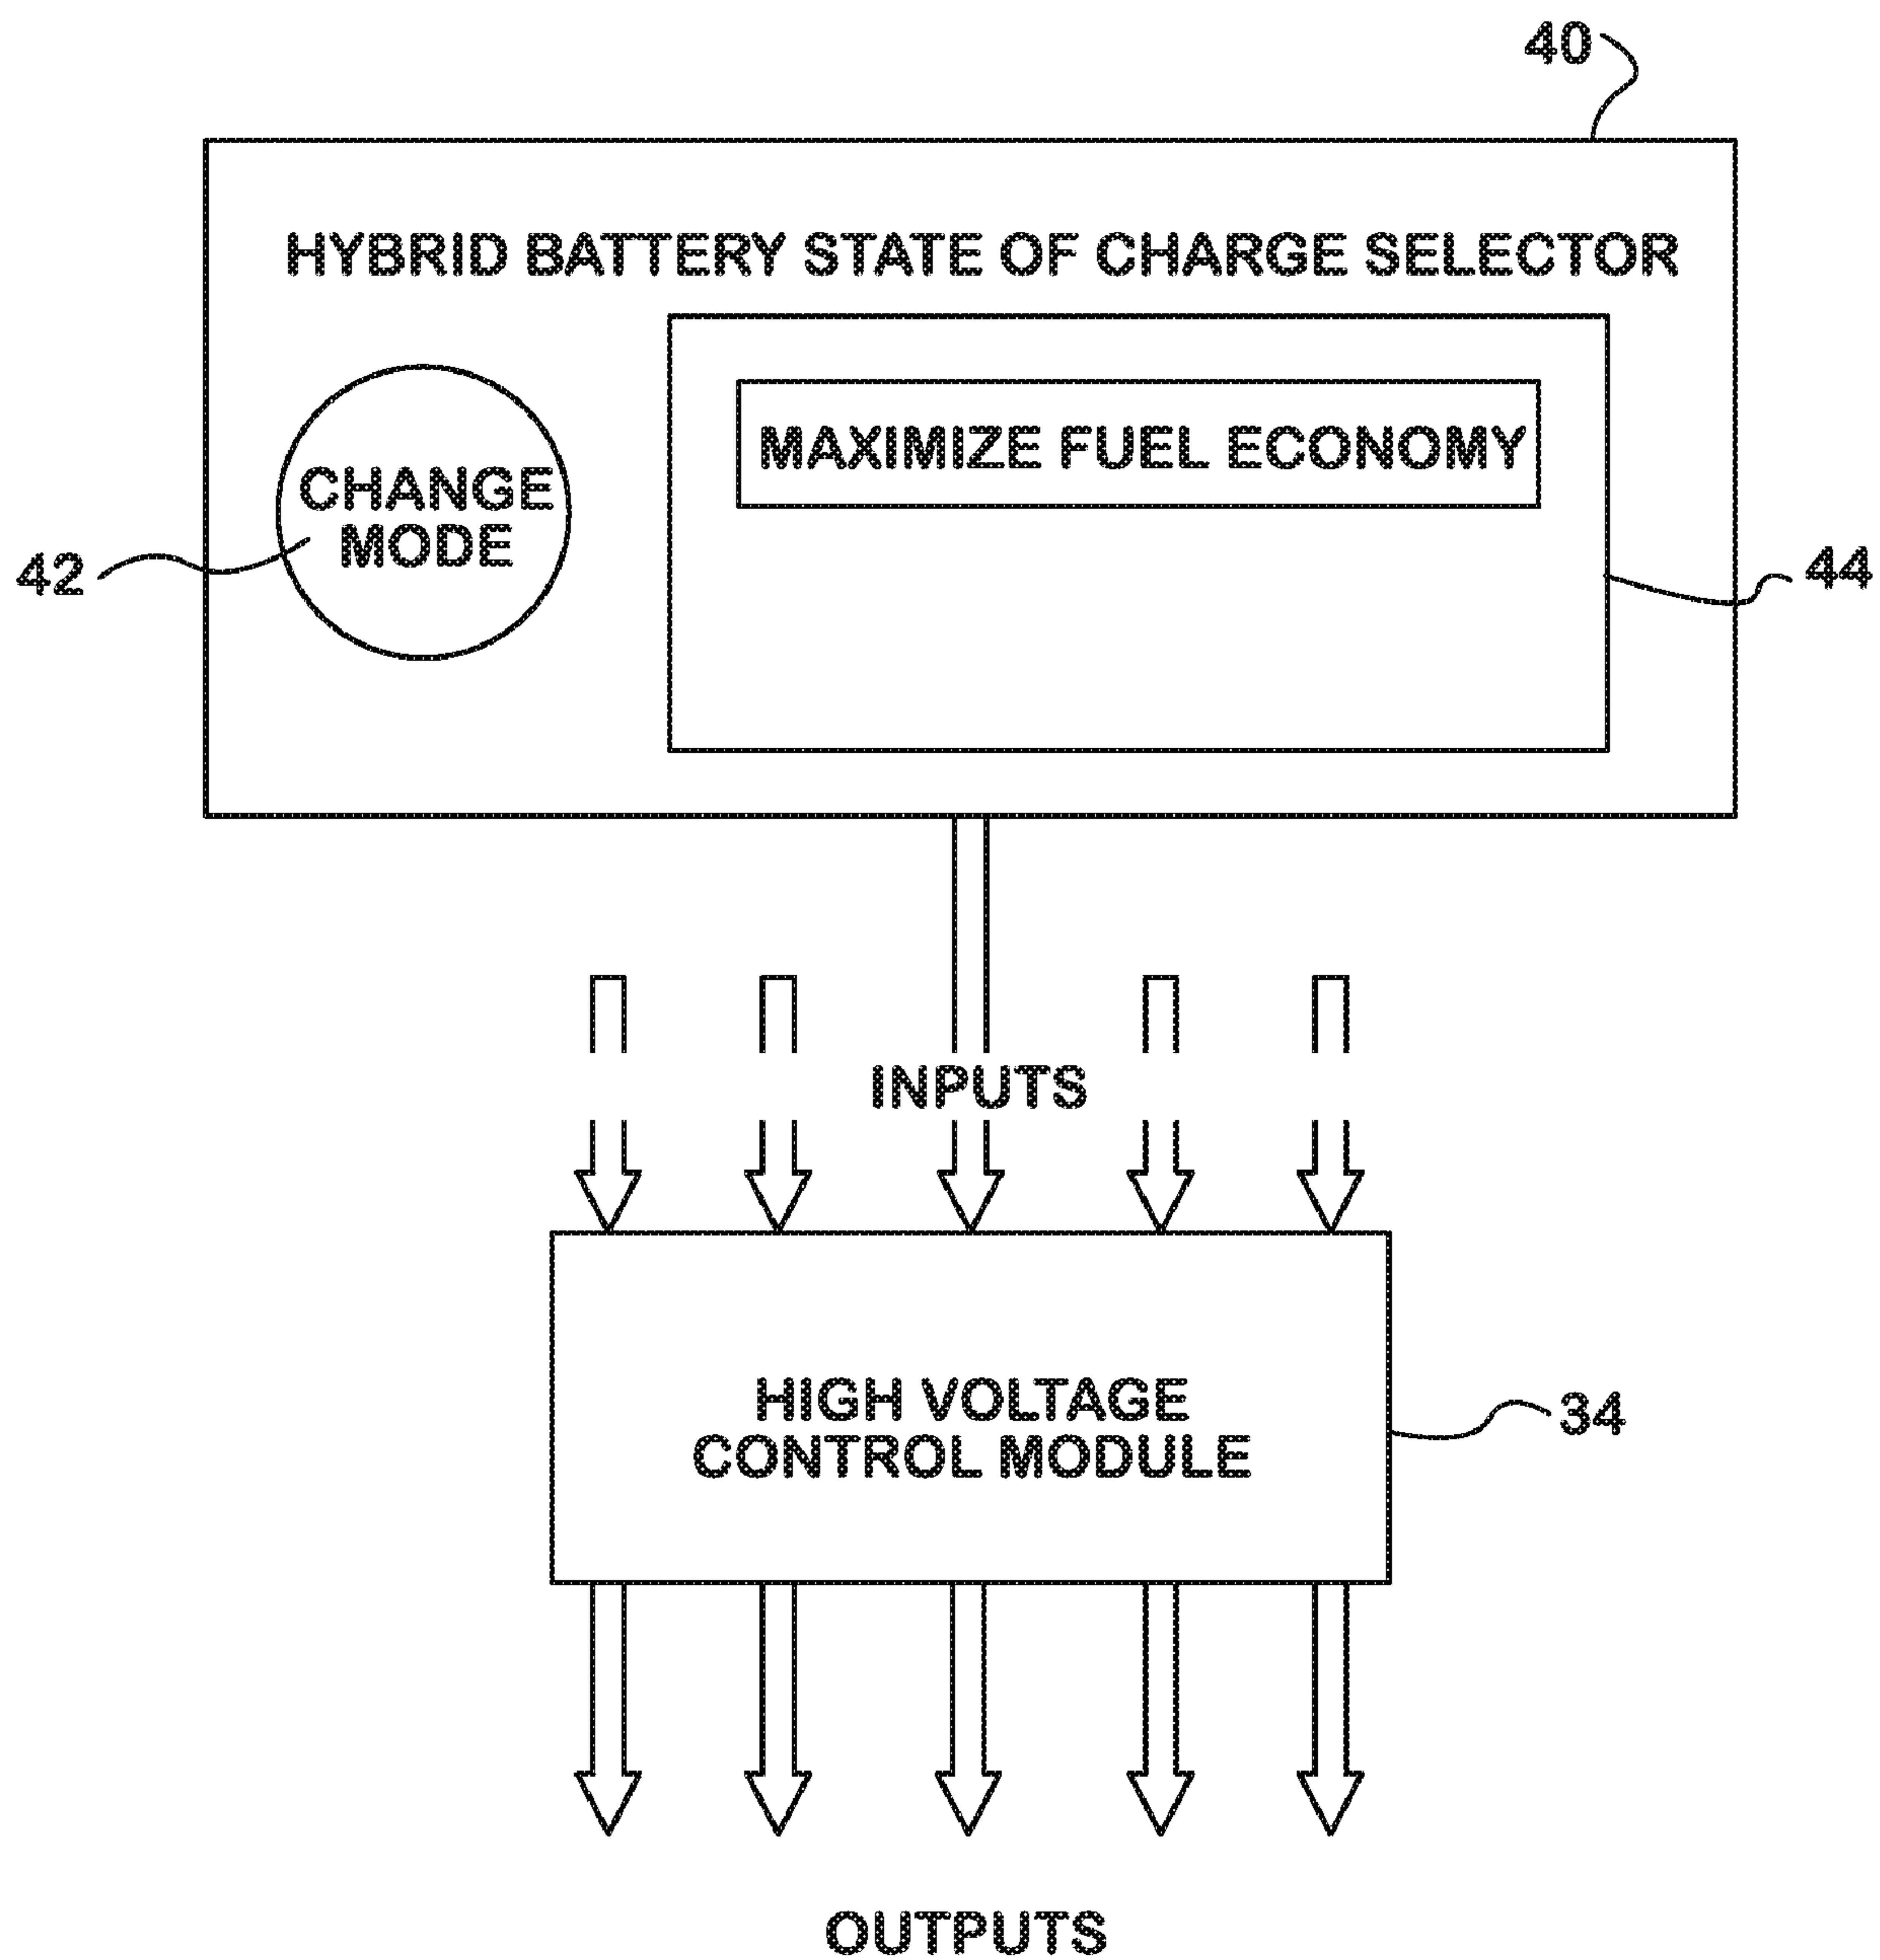 40
HYBRID BATTERY STATE OF CHARGE SELECTOR
MAXIMIZE FUEL ECONOMY
CHANGE
MODE
42
44
INPUTS
HIGH VOLTAGE
CONTROL MODULE
34
OUTPUTS